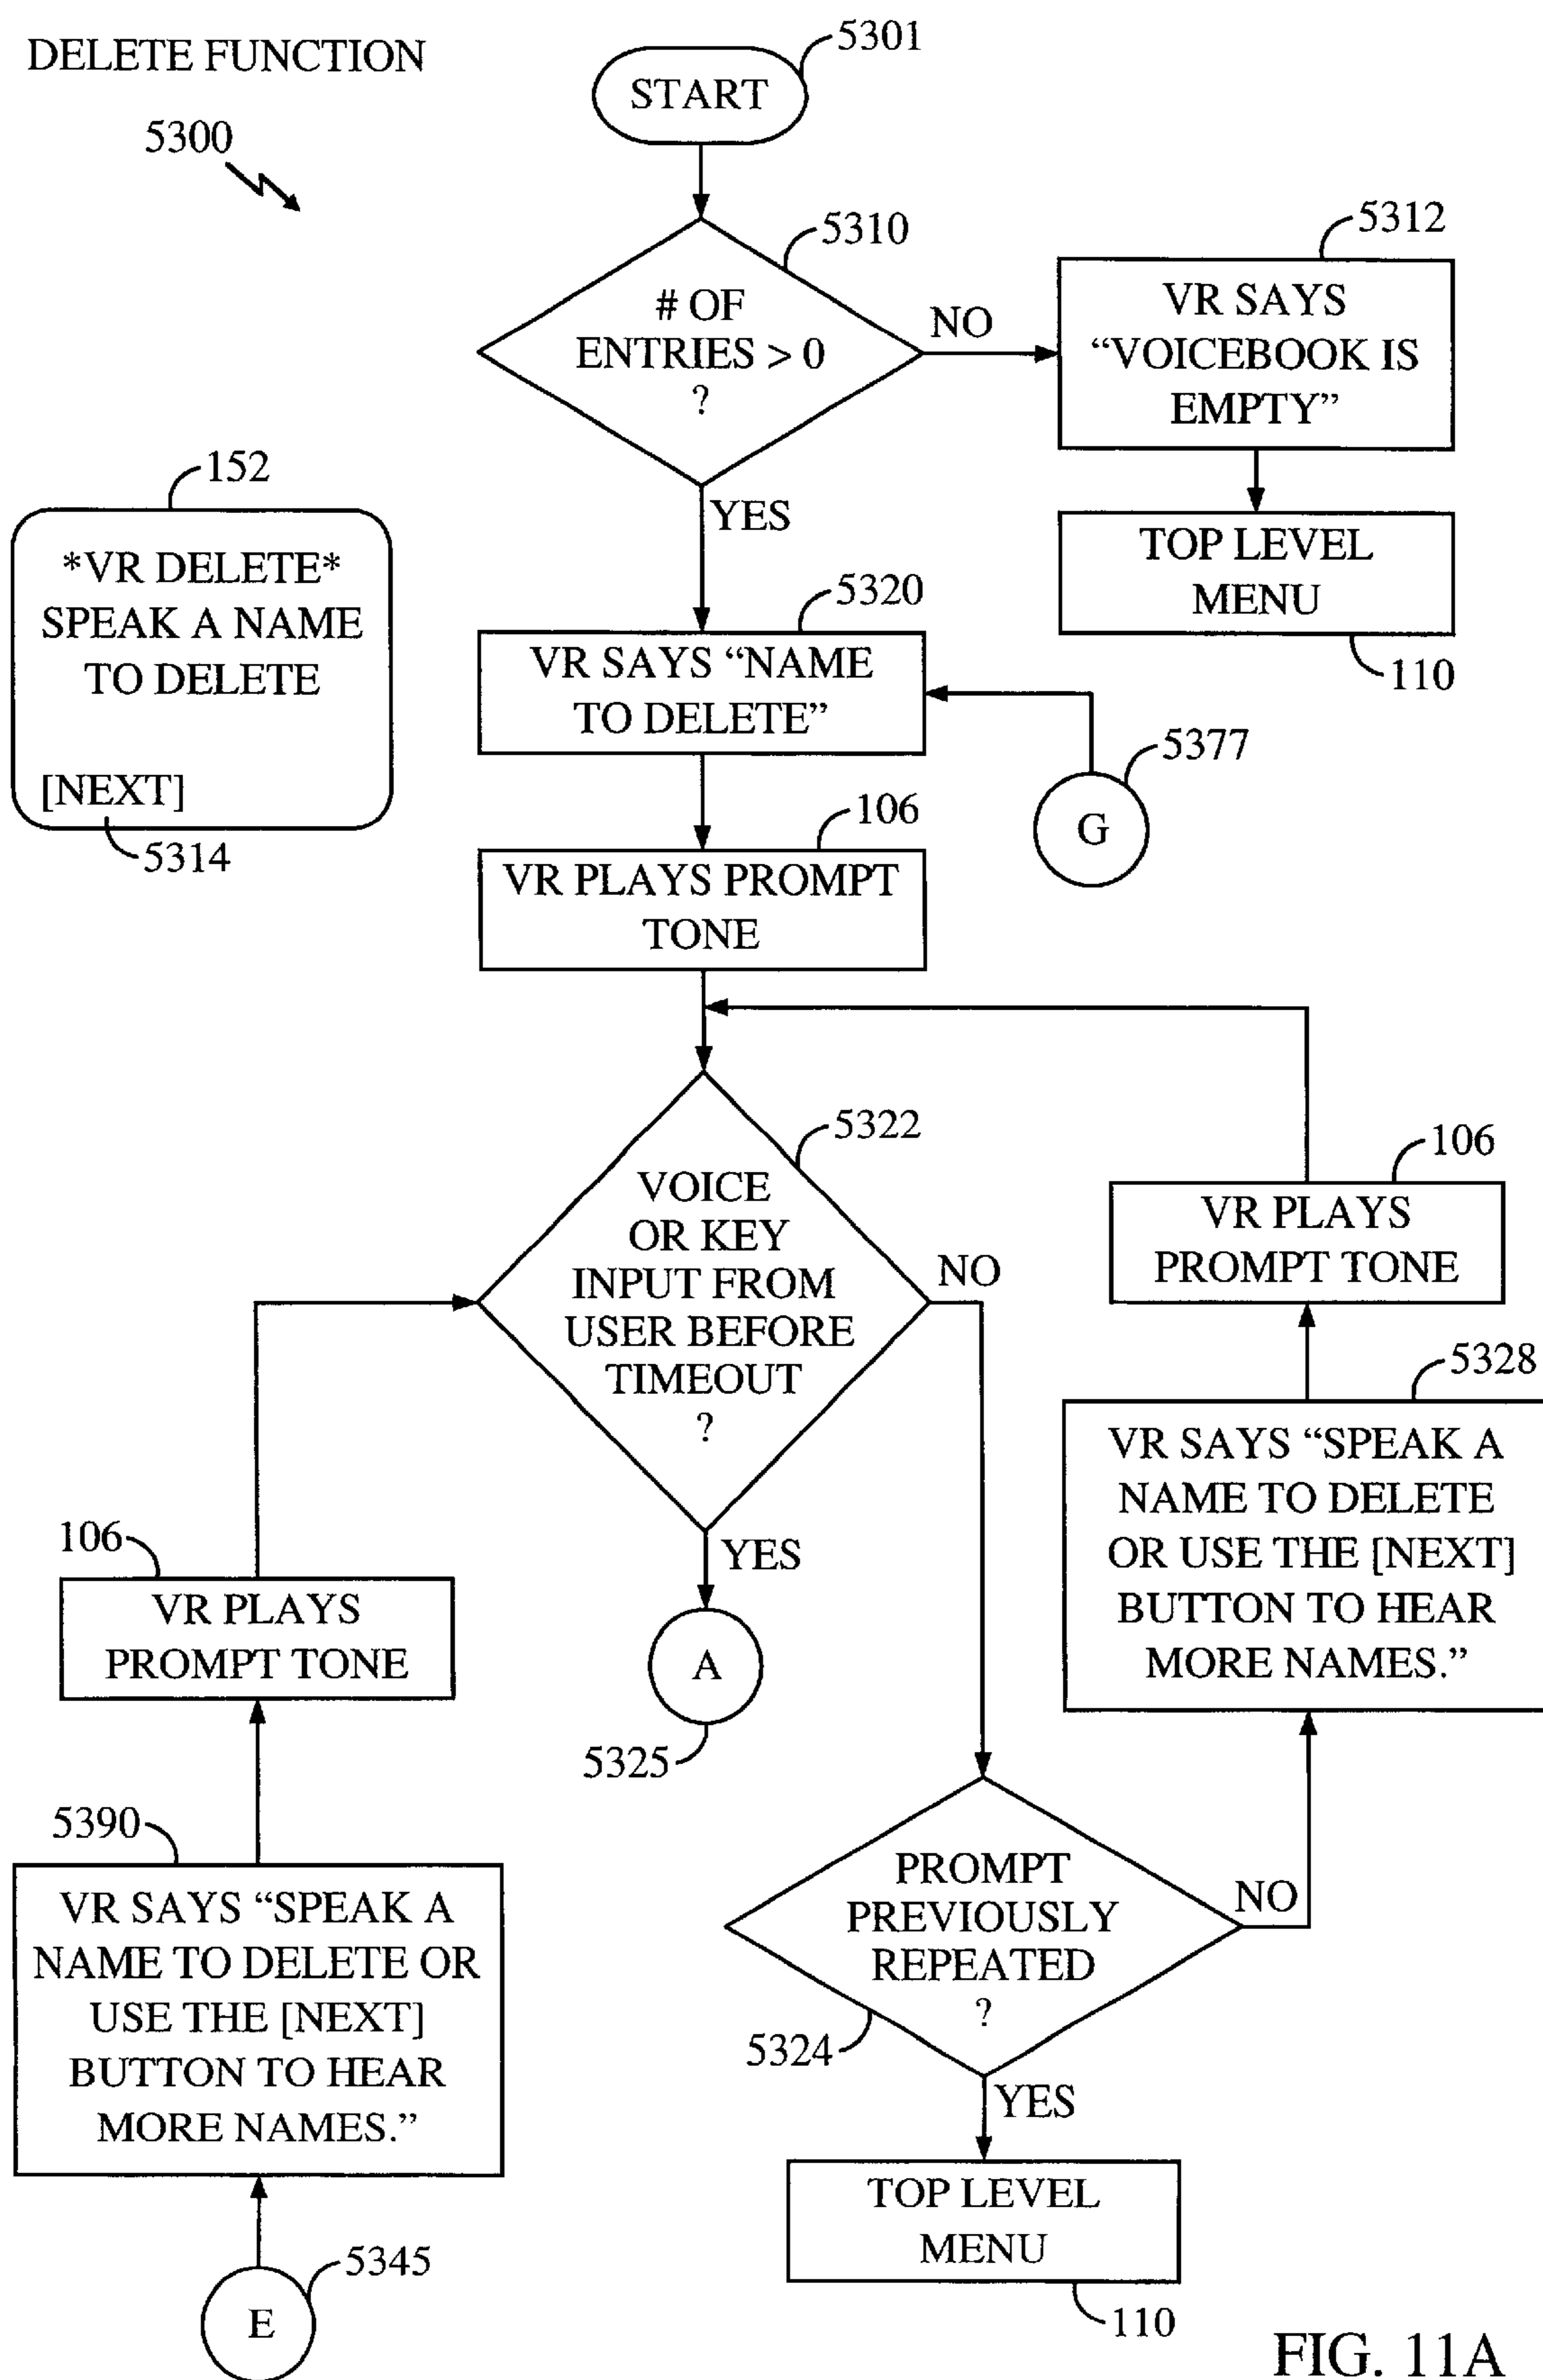 DELETE FUNCTION
5300
5301
START
5310
# OF
ENTRIES > 0
?
NO
5312
VR SAYS
“VOICEBOOK IS
EMPTY”
YES
TOP LEVEL
MENU
110
152
*VR DELETE*
SPEAK A NAME
TO DELETE
[NEXT]
5314
5320
VR SAYS “NAME
TO DELETE”
5377
G
106
VR PLAYS PROMPT
TONE
5322
VOICE
OR KEY
INPUT FROM
USER BEFORE
TIMEOUT
?
NO
106
VR PLAYS
PROMPT TONE
5328
VR SAYS “SPEAK A
NAME TO DELETE
OR USE THE [NEXT]
BUTTON TO HEAR
MORE NAMES.”
YES
A
5325
106
VR PLAYS
PROMPT TONE
5390
VR SAYS “SPEAK A
NAME TO DELETE OR
USE THE [NEXT]
BUTTON TO HEAR
MORE NAMES.”
5345
E
PROMPT
PREVIOUSLY
REPEATED
?
NO
5324
YES
TOP LEVEL
MENU
110
FIG. 11A